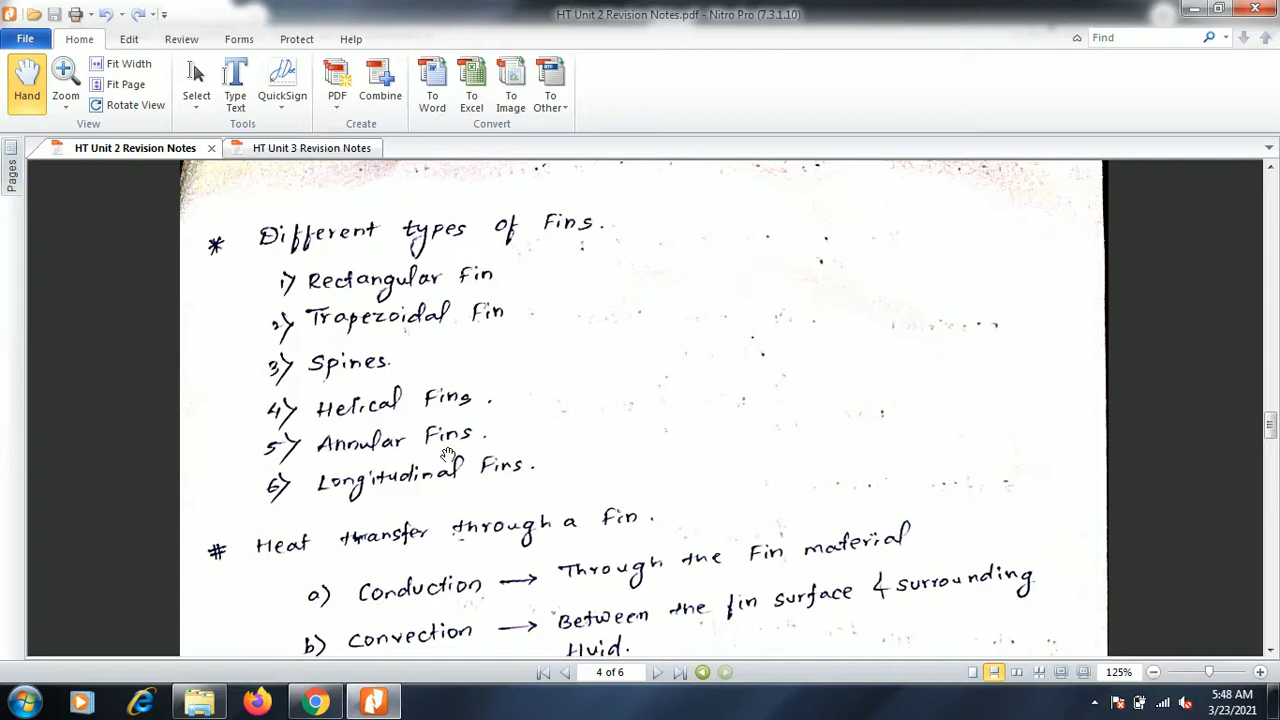 HT Unit 2 Revision Notes.pdf - Nitro Pro (7.3.1.10)
File Home Edit Review Forms Protect Help Find
Hand Zoom Fit Width Select Type Text QuickSign PDF Combine To Word To Excel To Image To Other
Fit Page
Rotate View
View Tools Create Convert
HT Unit 2 Revision Notes HT Unit 3 Revision Notes
Pages
* Different types of Fins.
1) Rectangular Fin
2) Trapezoidal Fin
3) Spines.
4) Helical Fins.
5) Annular Fins.
6) Longitudinal Fins.
* Heat transfer through a fin.
a) Conduction → Through the Fin material
b) Convection → Between the fin surface & surrounding
fluid.
4 of 6 125%
5:48 AM
3/23/2021